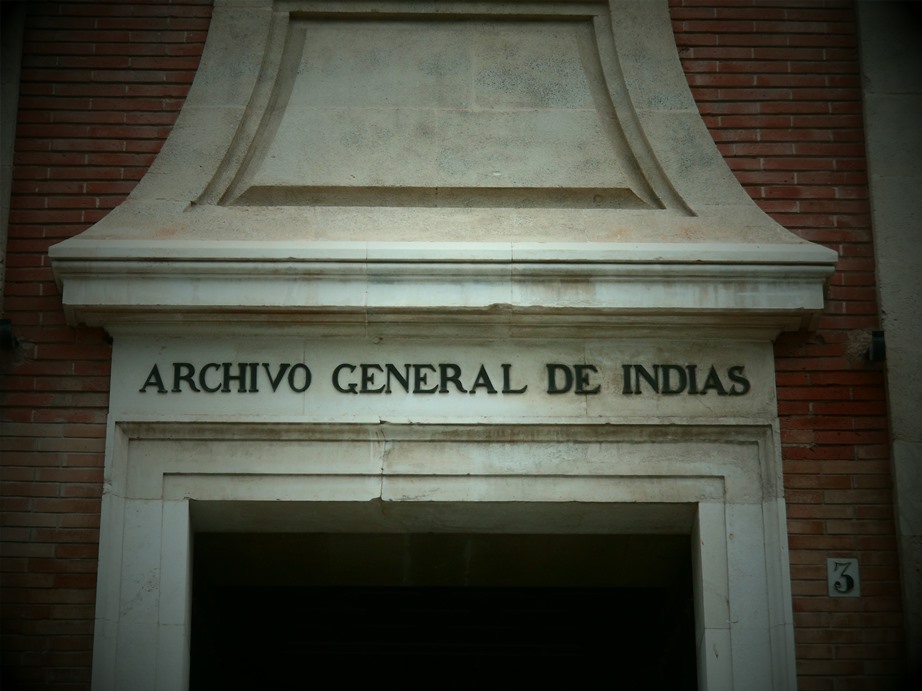 ARCHIVO GENERAL DE INDIAS
3